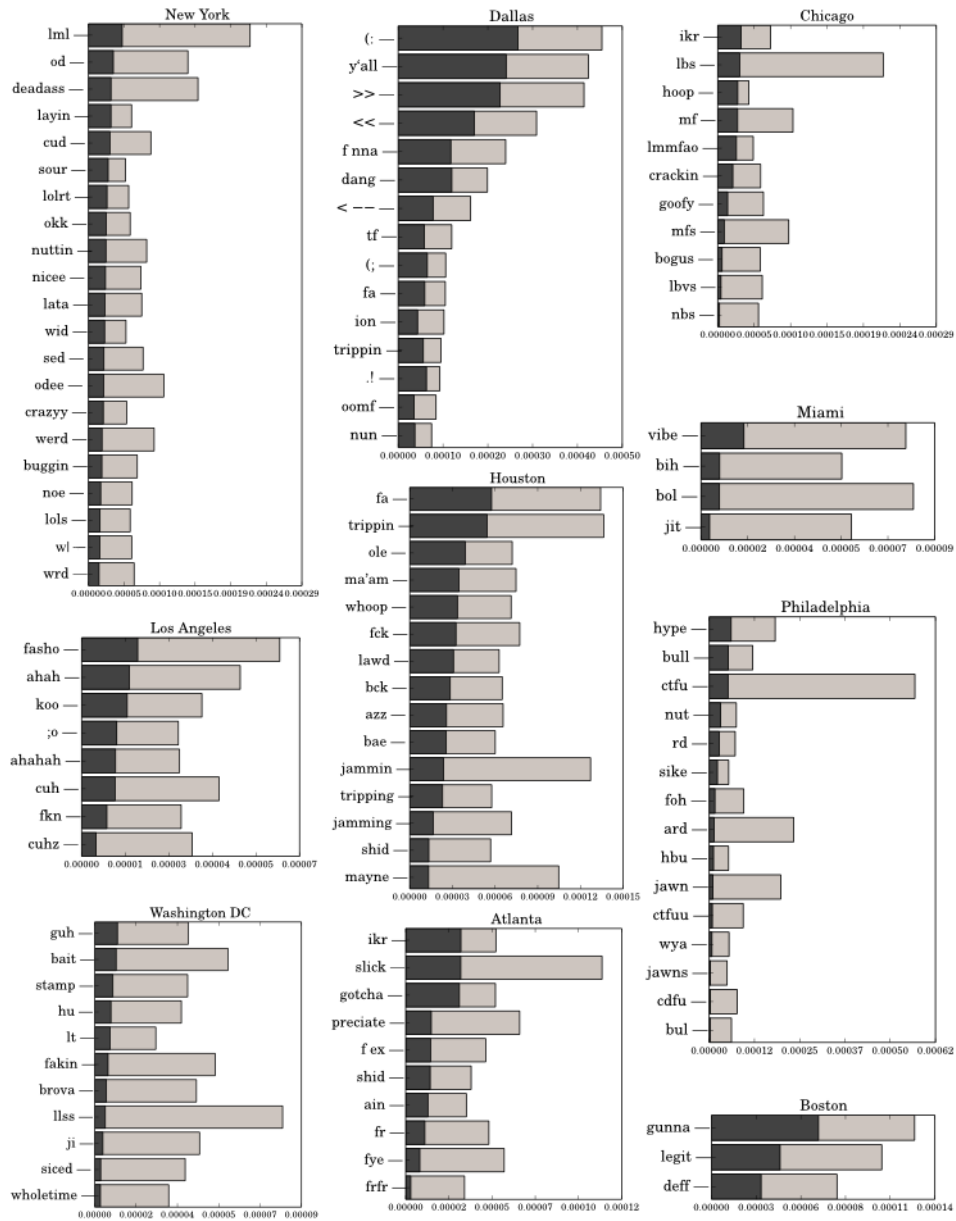 New York
lml
od
deadass
layin
cud
sour
lolrt
okk
nuttin
nicee
lata
wid
sed
odee
crazyy
werd
buggin
noe
lols
w|
wrd
0.00000 0.00005 0.00010 0.00015 0.00019 0.00024 0.00029
Dallas
(:
y'all
>>
<<
f nna
dang
< −−
tf
(;
fa
ion
trippin
.!
oomf
nun
0.00000 0.00010 0.00020 0.00030 0.00040 0.00050
Chicago
ikr
lbs
hoop
mf
lmmfao
crackin
goofy
mfs
bogus
lbvs
nbs
0.00000 0.00005 0.00010 0.00015 0.00019 0.00024 0.00029
Miami
vibe
bih
bol
jit
0.00000 0.00002 0.00004 0.00005 0.00007 0.00009
Houston
fa
trippin
ole
ma'am
whoop
fck
lawd
bck
azz
bae
jammin
tripping
jamming
shid
mayne
0.00000 0.00003 0.00006 0.00009 0.00012 0.00015
Los Angeles
fasho
ahah
koo
;o
ahahah
cuh
fkn
cuhz
0.00000 0.00001 0.00003 0.00004 0.00005 0.00007
Philadelphia
hype
bull
ctfu
nut
rd
sike
foh
ard
hbu
jawn
ctfuu
wya
jawns
cdfu
bul
0.00000 0.00012 0.00025 0.00037 0.00050 0.00062
Washington DC
guh
bait
stamp
hu
lt
fakin
brova
llss
ji
siced
wholetime
0.00000 0.00002 0.00004 0.00005 0.00007 0.00009
Atlanta
ikr
slick
gotcha
preciate
f ex
shid
ain
fr
fye
frfr
0.00000 0.00002 0.00005 0.00007 0.00010 0.00012
Boston
gunna
legit
deff
0.00000 0.00003 0.00006 0.00008 0.00011 0.00014